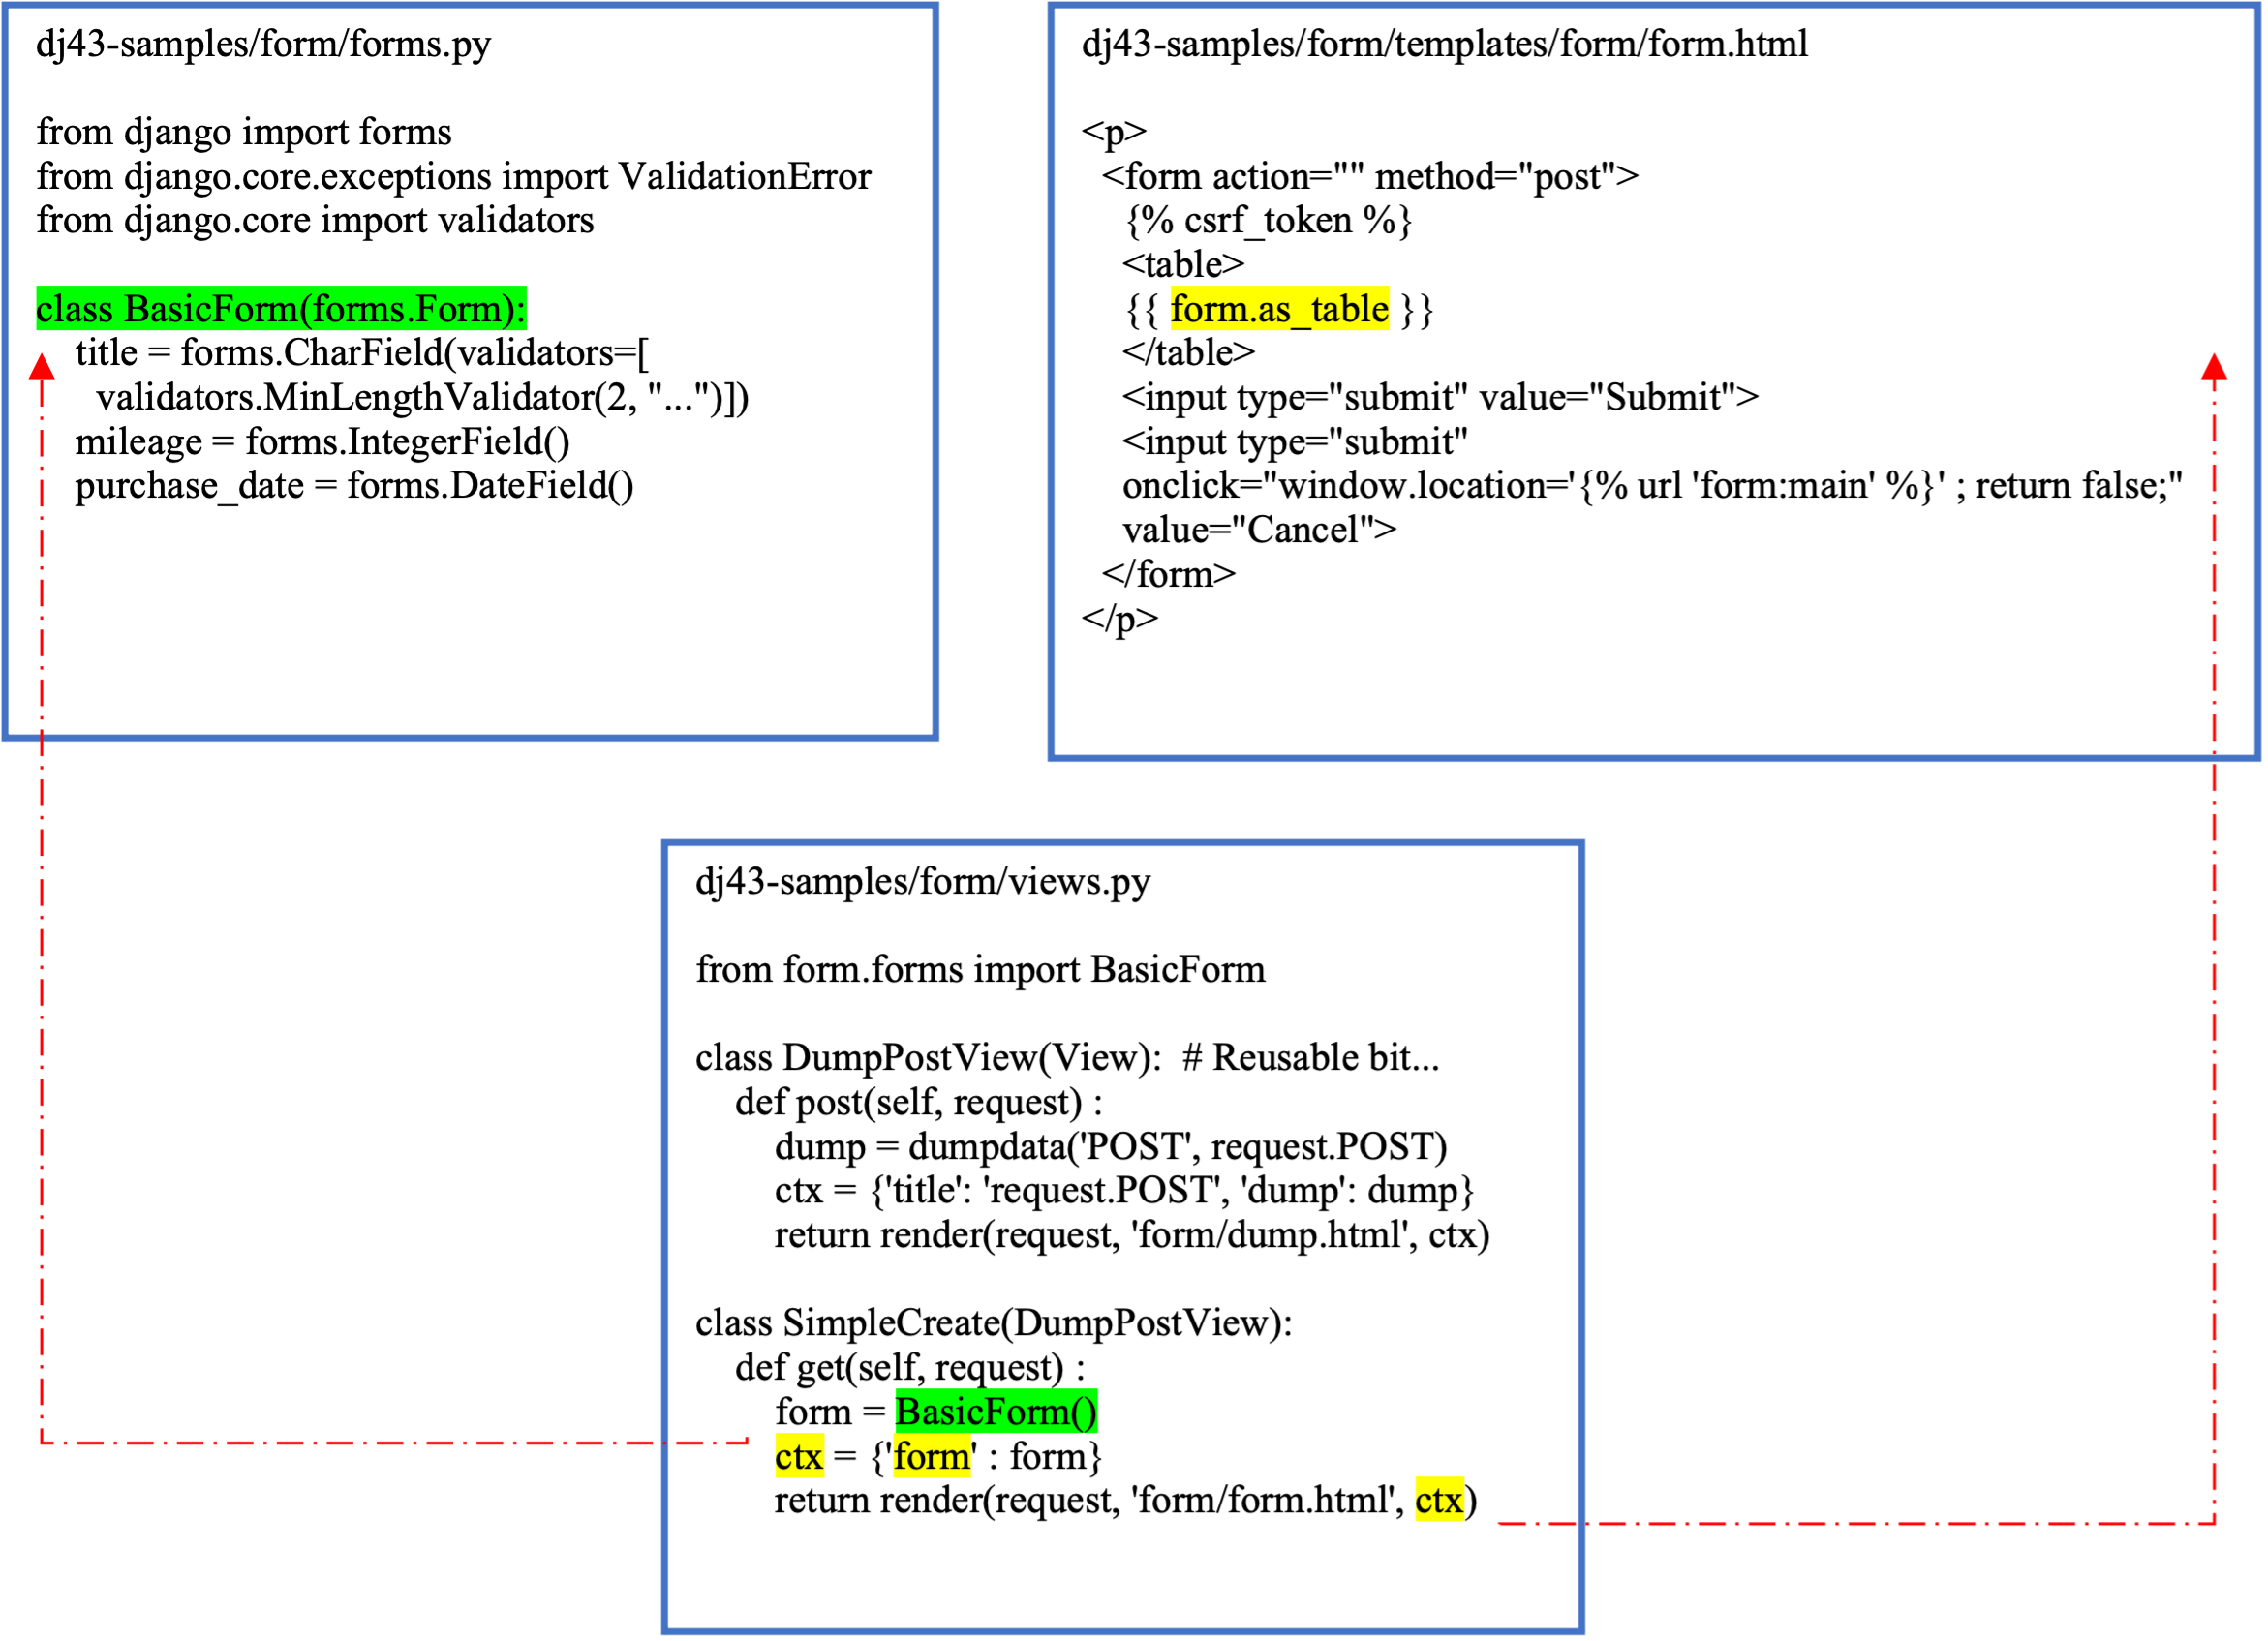 dj43-samples/form/forms.py
from django import forms
from django.core.exceptions import ValidationError
from django.core import validators
class BasicForm(forms.Form):
title = forms.CharField(validators=[
validators.MinLengthValidator(2, "...")])
mileage = forms.IntegerField()
purchase_date = forms.DateField()
dj43-samples/form/templates/form/form.html
<p>
<form action="" method="post">
{% csrf_token %}
<table>
{{ form.as_table }}
</table>
<input type="submit" value="Submit">
<input type="submit"
onclick="window.location='{% url 'form:main' %}' ; return false;"
value="Cancel">
</form>
</p>
dj43-samples/form/views.py
from form.forms import BasicForm
class DumpPostView(View):  # Reusable bit...
def post(self, request) :
dump = dumpdata('POST', request.POST)
ctx = {'title': 'request.POST', 'dump': dump}
return render(request, 'form/dump.html', ctx)
class SimpleCreate(DumpPostView):
def get(self, request) :
form = BasicForm()
ctx = {'form' : form}
return render(request, 'form/form.html', ctx)